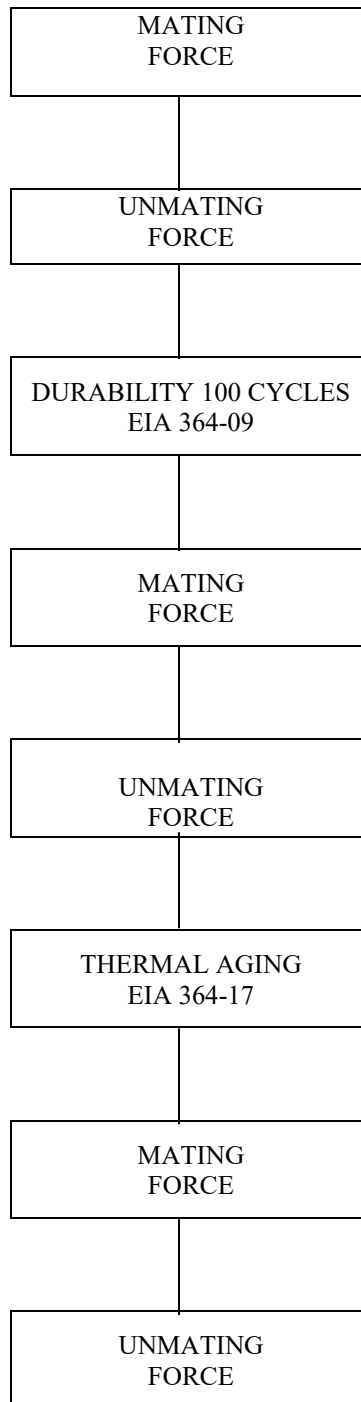 MATING
FORCE
UNMATING
FORCE
DURABILITY 100 CYCLES
EIA 364-09
MATING
FORCE
UNMATING
FORCE
THERMAL AGING
EIA 364-17
MATING
FORCE
UNMATING
FORCE